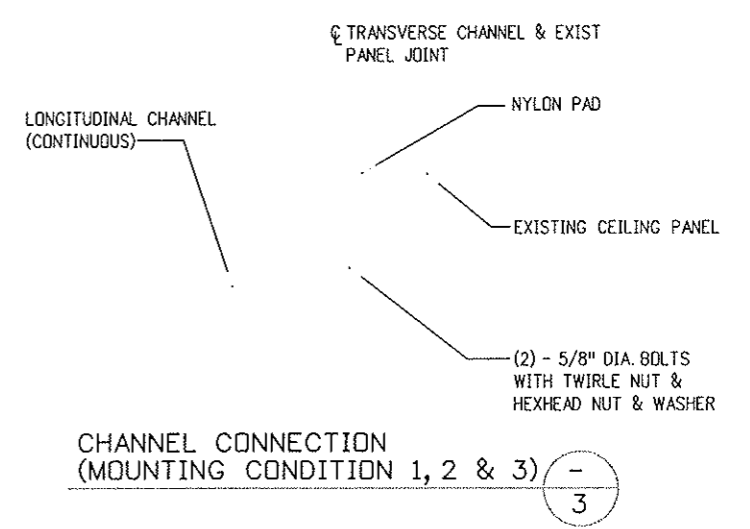 ℄ TRANSVERSE CHANNEL & EXIST
PANEL JOINT
NYLON PAD
LONGITUDINAL CHANNEL
(CONTINUOUS)
EXISTING CEILING PANEL
(2) - 5/8" DIA. BOLTS
WITH TWIRLE NUT &
HEXHEAD NUT & WASHER
CHANNEL CONNECTION
(MOUNTING CONDITION 1, 2 & 3)
-
3